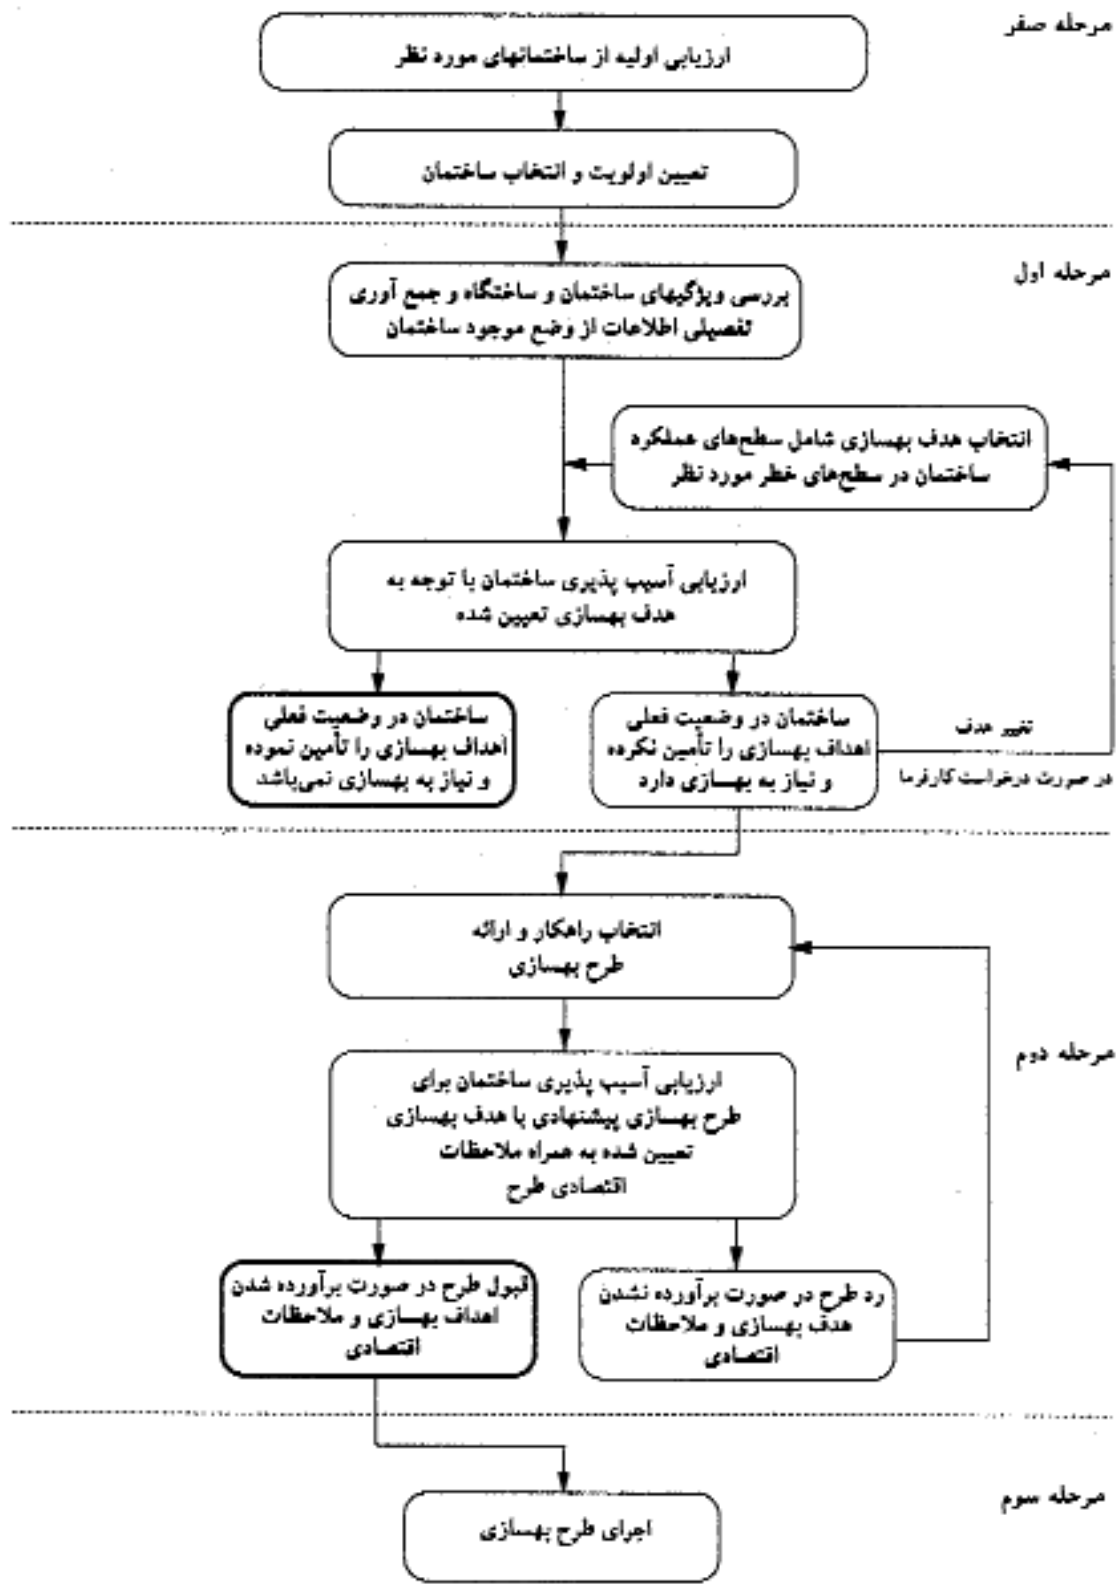 مرحله صفر
ارزیابی اولیه از ساختمانهای مورد نظر
تعیین اولویت و انتخاب ساختمان
مرحله اول
بررسی ویژگیهای ساختمان و ساختگاه و جمع آوری
تفصیلی اطلاعات از وضع موجود ساختمان
انتخاب هدف بهسازی شامل سطح‌های عملکرد
ساختمان در سطح‌های خطر مورد نظر
ارزیابی آسیب پذیری ساختمان با توجه به
هدف بهسازی تعیین شده
ساختمان در وضعیت فعلی
اهداف بهسازی را تأمین نکرده
و نیاز به بهسازی دارد
تغییر هدف
در صورت درخواست کارفرما
ساختمان در وضعیت فعلی
اهداف بهسازی را تأمین نموده
و نیاز به بهسازی نمی‌باشد
مرحله دوم
انتخاب راهکار و ارائه
طرح بهسازی
ارزیابی آسیب پذیری ساختمان برای
طرح بهسازی پیشنهادی با هدف بهسازی
تعیین شده به همراه ملاحظات
اقتصادی طرح
رد طرح در صورت برآورده نشدن
هدف بهسازی و ملاحظات
اقتصادی
قبول طرح در صورت برآورده شدن
اهداف بهسازی و ملاحظات
اقتصادی
مرحله سوم
اجرای طرح بهسازی